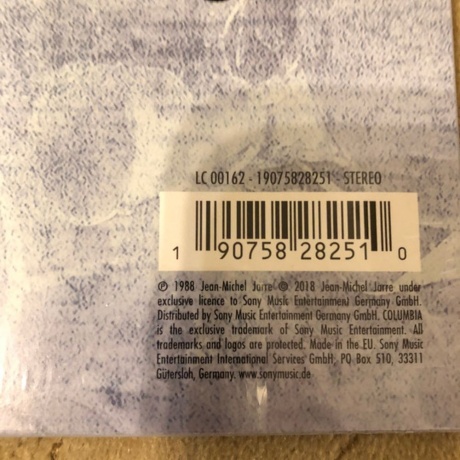 LC 00162 - 19075828251 - STEREO
1 90758 28251 0
℗ 1988 Jean-Michel Jarre © 2018 Jean-Michel Jarre under
exclusive licence to Sony Music Entertainment Germany GmbH.
Distributed by Sony Music Entertainment Germany GmbH. COLUMBIA
is the exclusive trademark of Sony Music Entertainment. All
trademarks and logos are protected. Made in the EU. Sony Music
Entertainment International Services GmbH, PO Box 510, 33311
Gütersloh, Germany. www.sonymusic.de